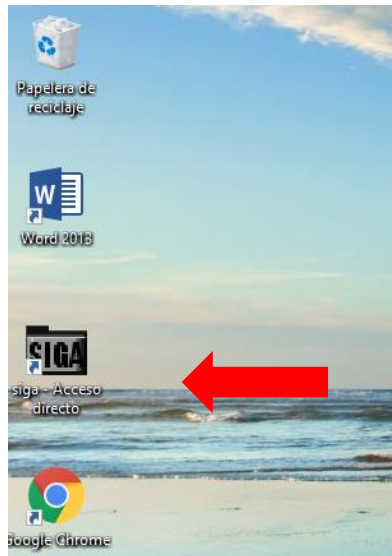 Papelera de
reciclaje
W
Word 2013
SIGA
siga - Acceso
directo
Google Chrome